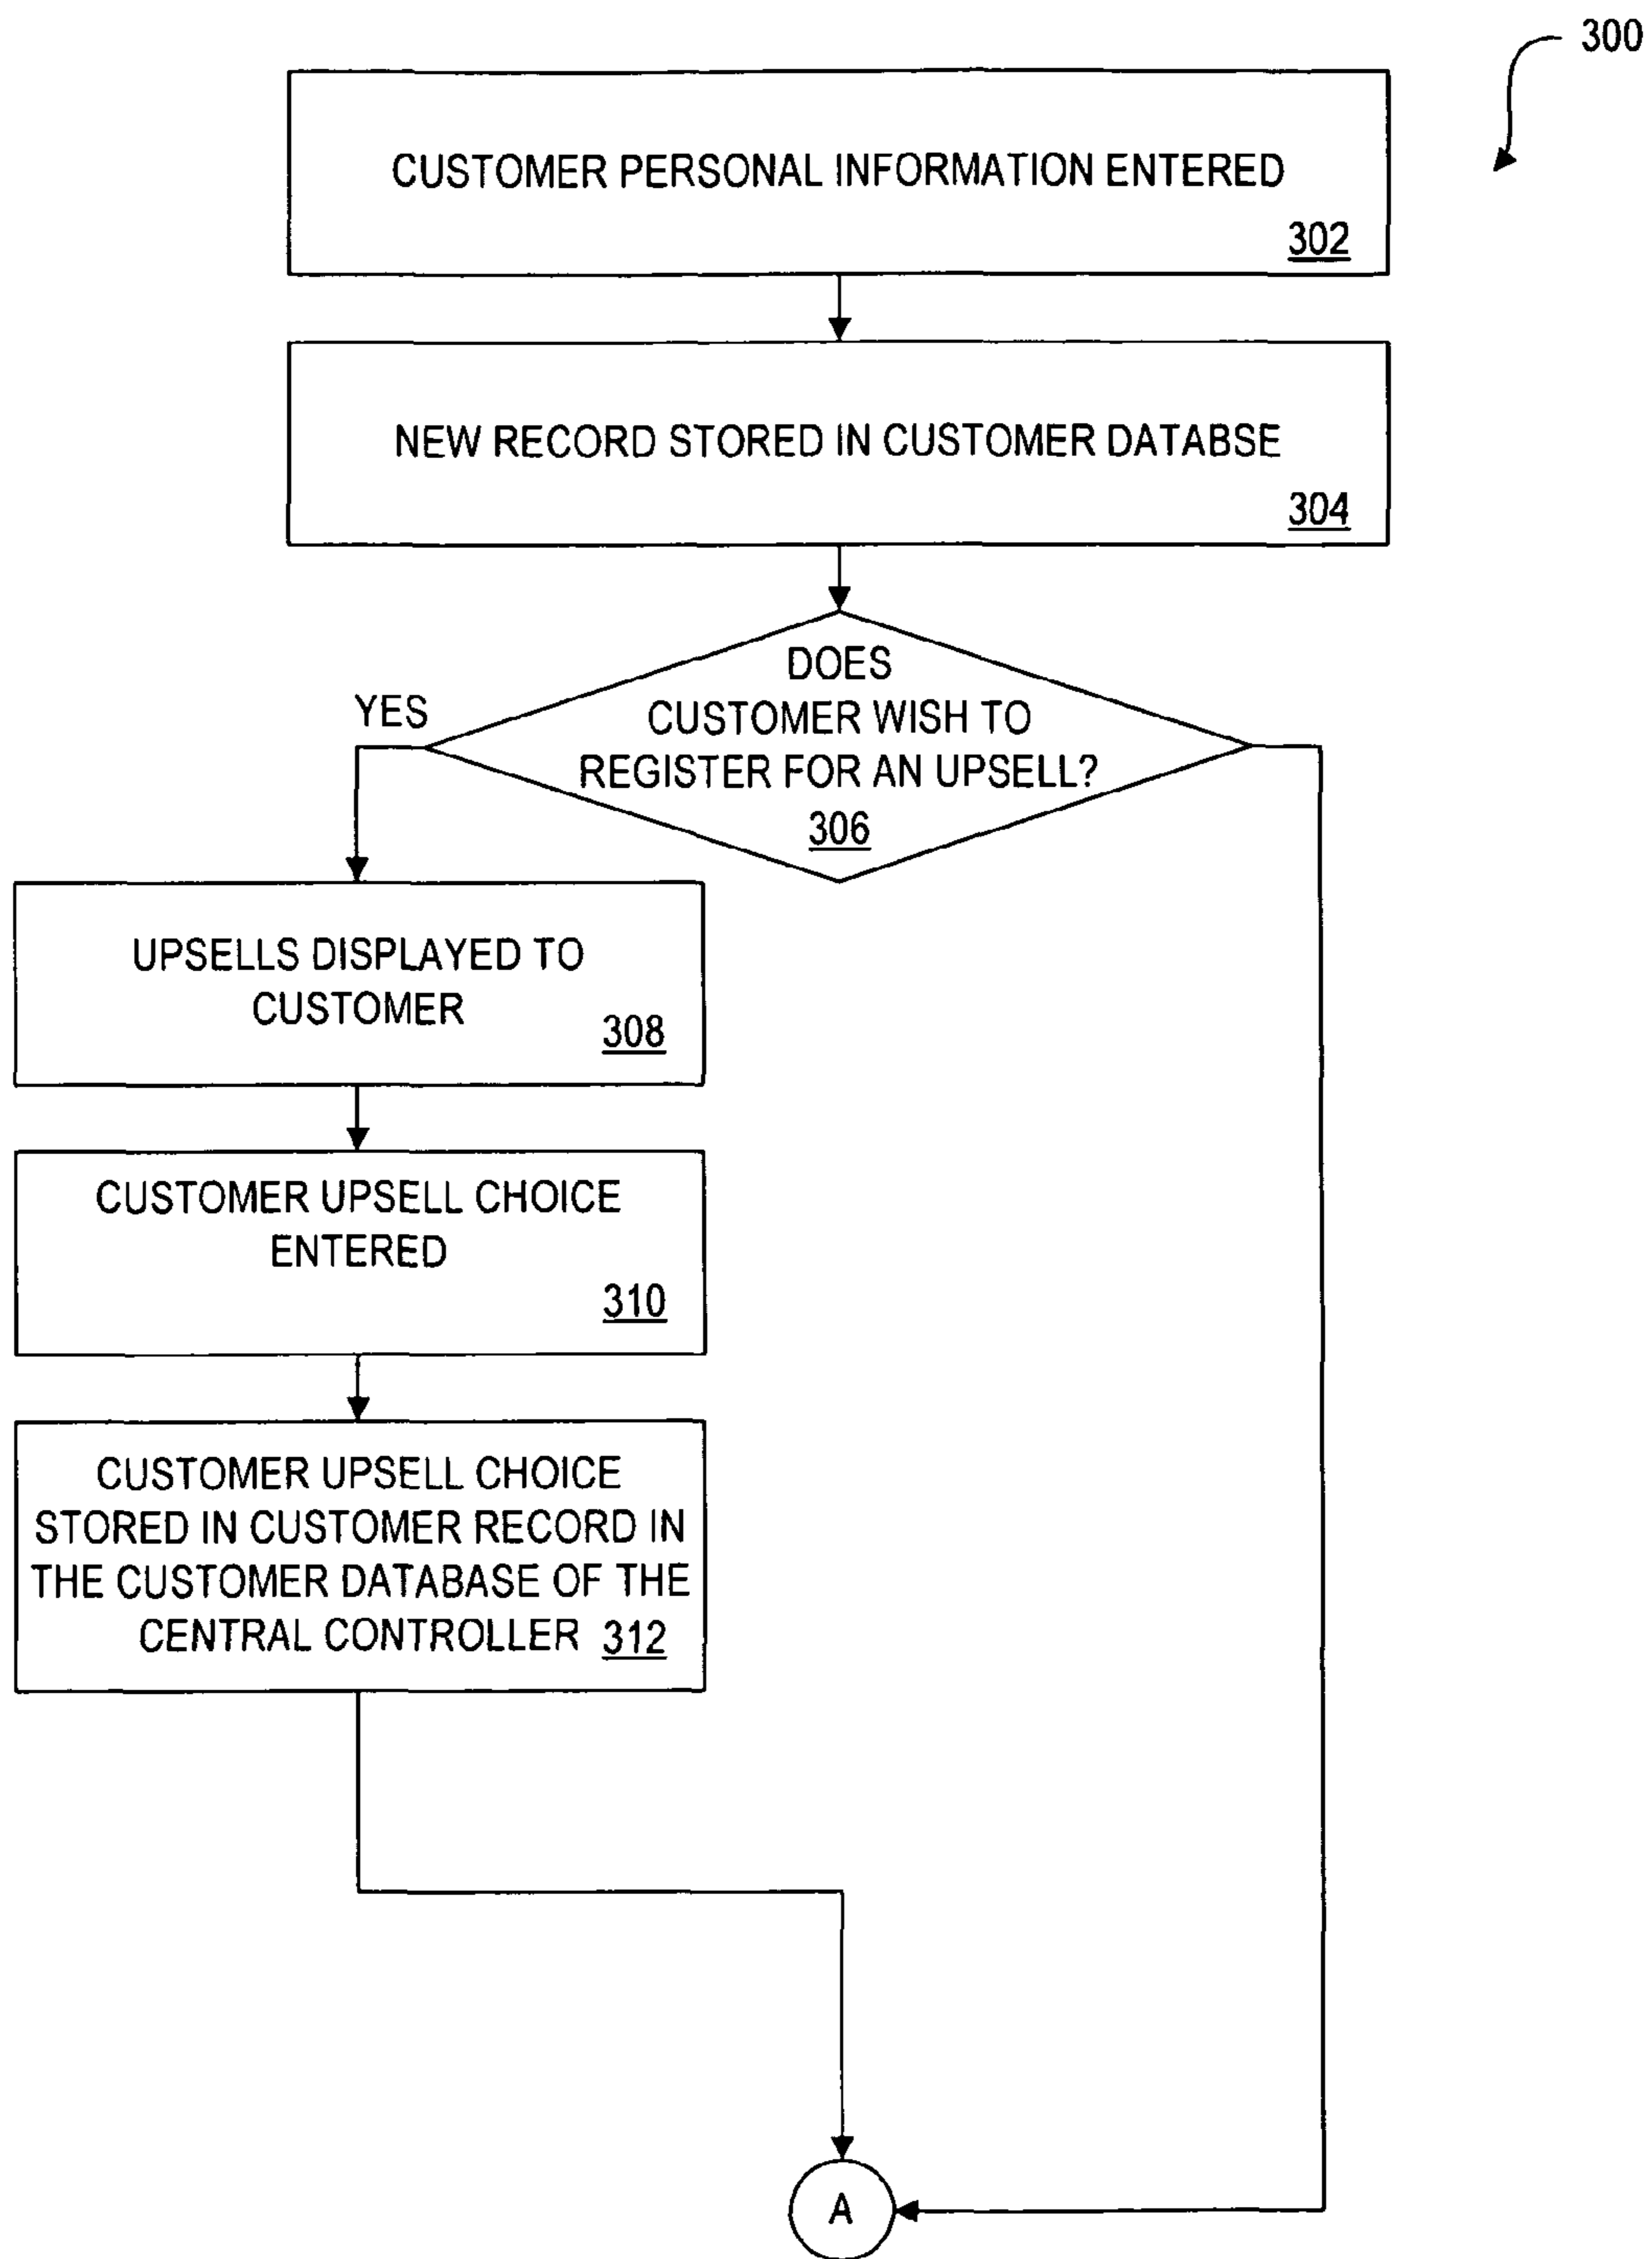 300
CUSTOMER PERSONAL INFORMATION ENTERED
302
NEW RECORD STORED IN CUSTOMER DATABSE
304
DOES
CUSTOMER WISH TO
REGISTER FOR AN UPSELL?
306
YES
UPSELLS DISPLAYED TO
CUSTOMER
308
CUSTOMER UPSELL CHOICE
ENTERED
310
CUSTOMER UPSELL CHOICE
STORED IN CUSTOMER RECORD IN
THE CUSTOMER DATABASE OF THE
CENTRAL CONTROLLER 312
A